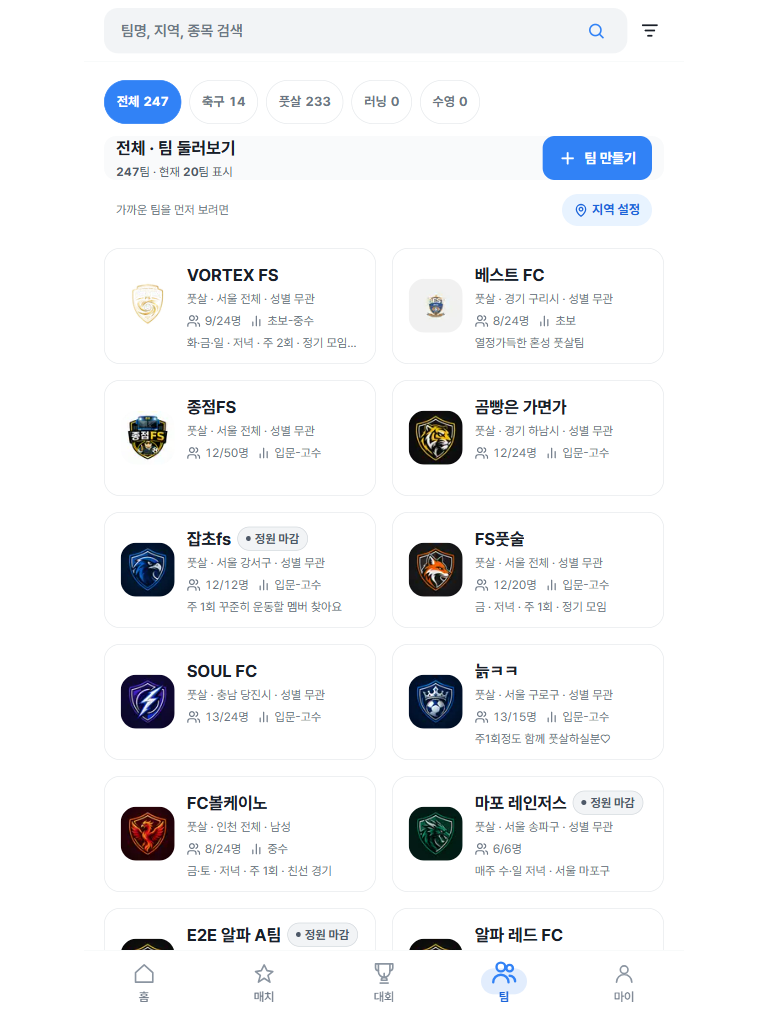 팀명, 지역, 종목 검색
전체 247
축구 14
풋살 233
러닝 0
수영 0
전체 · 팀 둘러보기
247팀 · 현재 20팀 표시
팀 만들기
가까운 팀을 먼저 보려면
지역 설정
VORTEX FS
풋살 · 서울 전체 · 성별 무관
9/24명 초보-중수
화·금·일 · 저녁 · 주 2회 · 정기 모임...
베스트 FC
풋살 · 경기 구리시 · 성별 무관
8/24명 초보
열정가득한 혼성 풋살팀
종점FS
종점FS
풋살 · 서울 전체 · 성별 무관
12/50명 입문-고수
곰빵은 가면가
풋살 · 경기 하남시 · 성별 무관
12/24명 입문-고수
잡초fs 정원 마감
풋살 · 서울 강서구 · 성별 무관
12/12명 입문-고수
주 1회 꾸준히 운동할 멤버 찾아요
FS풋술
풋살 · 서울 전체 · 성별 무관
12/20명 입문-고수
금 · 저녁 · 주 1회 · 정기 모임
SOUL FC
풋살 · 충남 당진시 · 성별 무관
13/24명 입문-고수
늙ㅋㅋ
풋살 · 서울 구로구 · 성별 무관
13/15명 입문-고수
주1회정도 함께 풋살하실분♡
FC볼케이노
풋살 · 인천 전체 · 남성
8/24명 중수
금·토 · 저녁 · 주 1회 · 친선 경기
마포 레인저스 정원 마감
풋살 · 서울 송파구 · 성별 무관
6/6명
매주 수·일 저녁 · 서울 마포구
E2E 알파 A팀 정원 마감
알파 레드 FC
홈
매치
대회
팀
마이